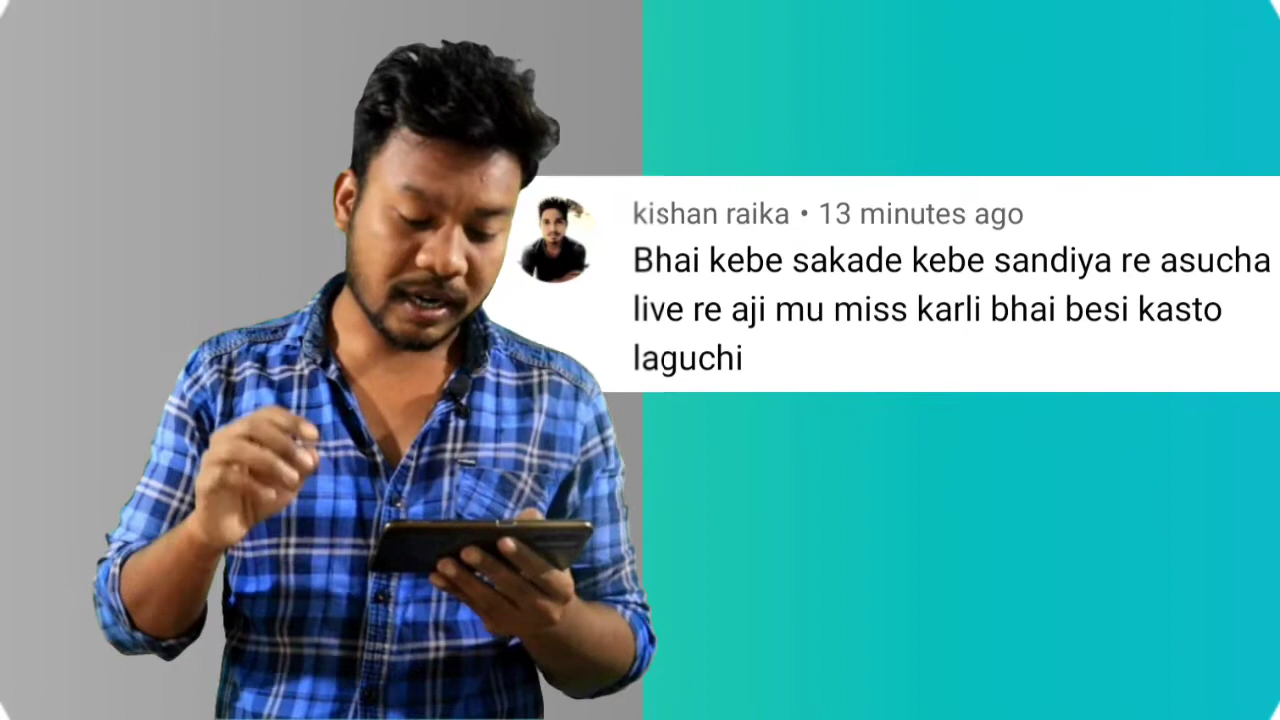 kishan raika • 13 minutes ago
Bhai kebe sakade kebe sandiya re asucha
live re aji mu miss karli bhai besi kasto
laguchi